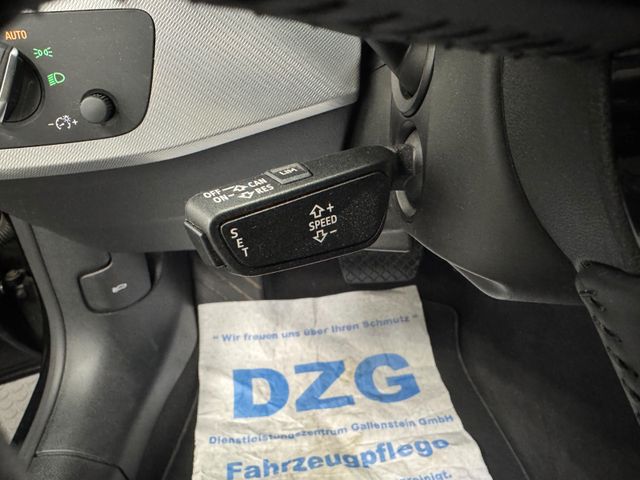 AUTO
- +
LIM
OFF CAN
ON RES
+
SPEED
-
SET
" Wir freuen uns über Ihren Schmutz "
DZG
Dienstleistungszentrum Gallenstein GmbH
Fahrzeugpflege
reinigt.